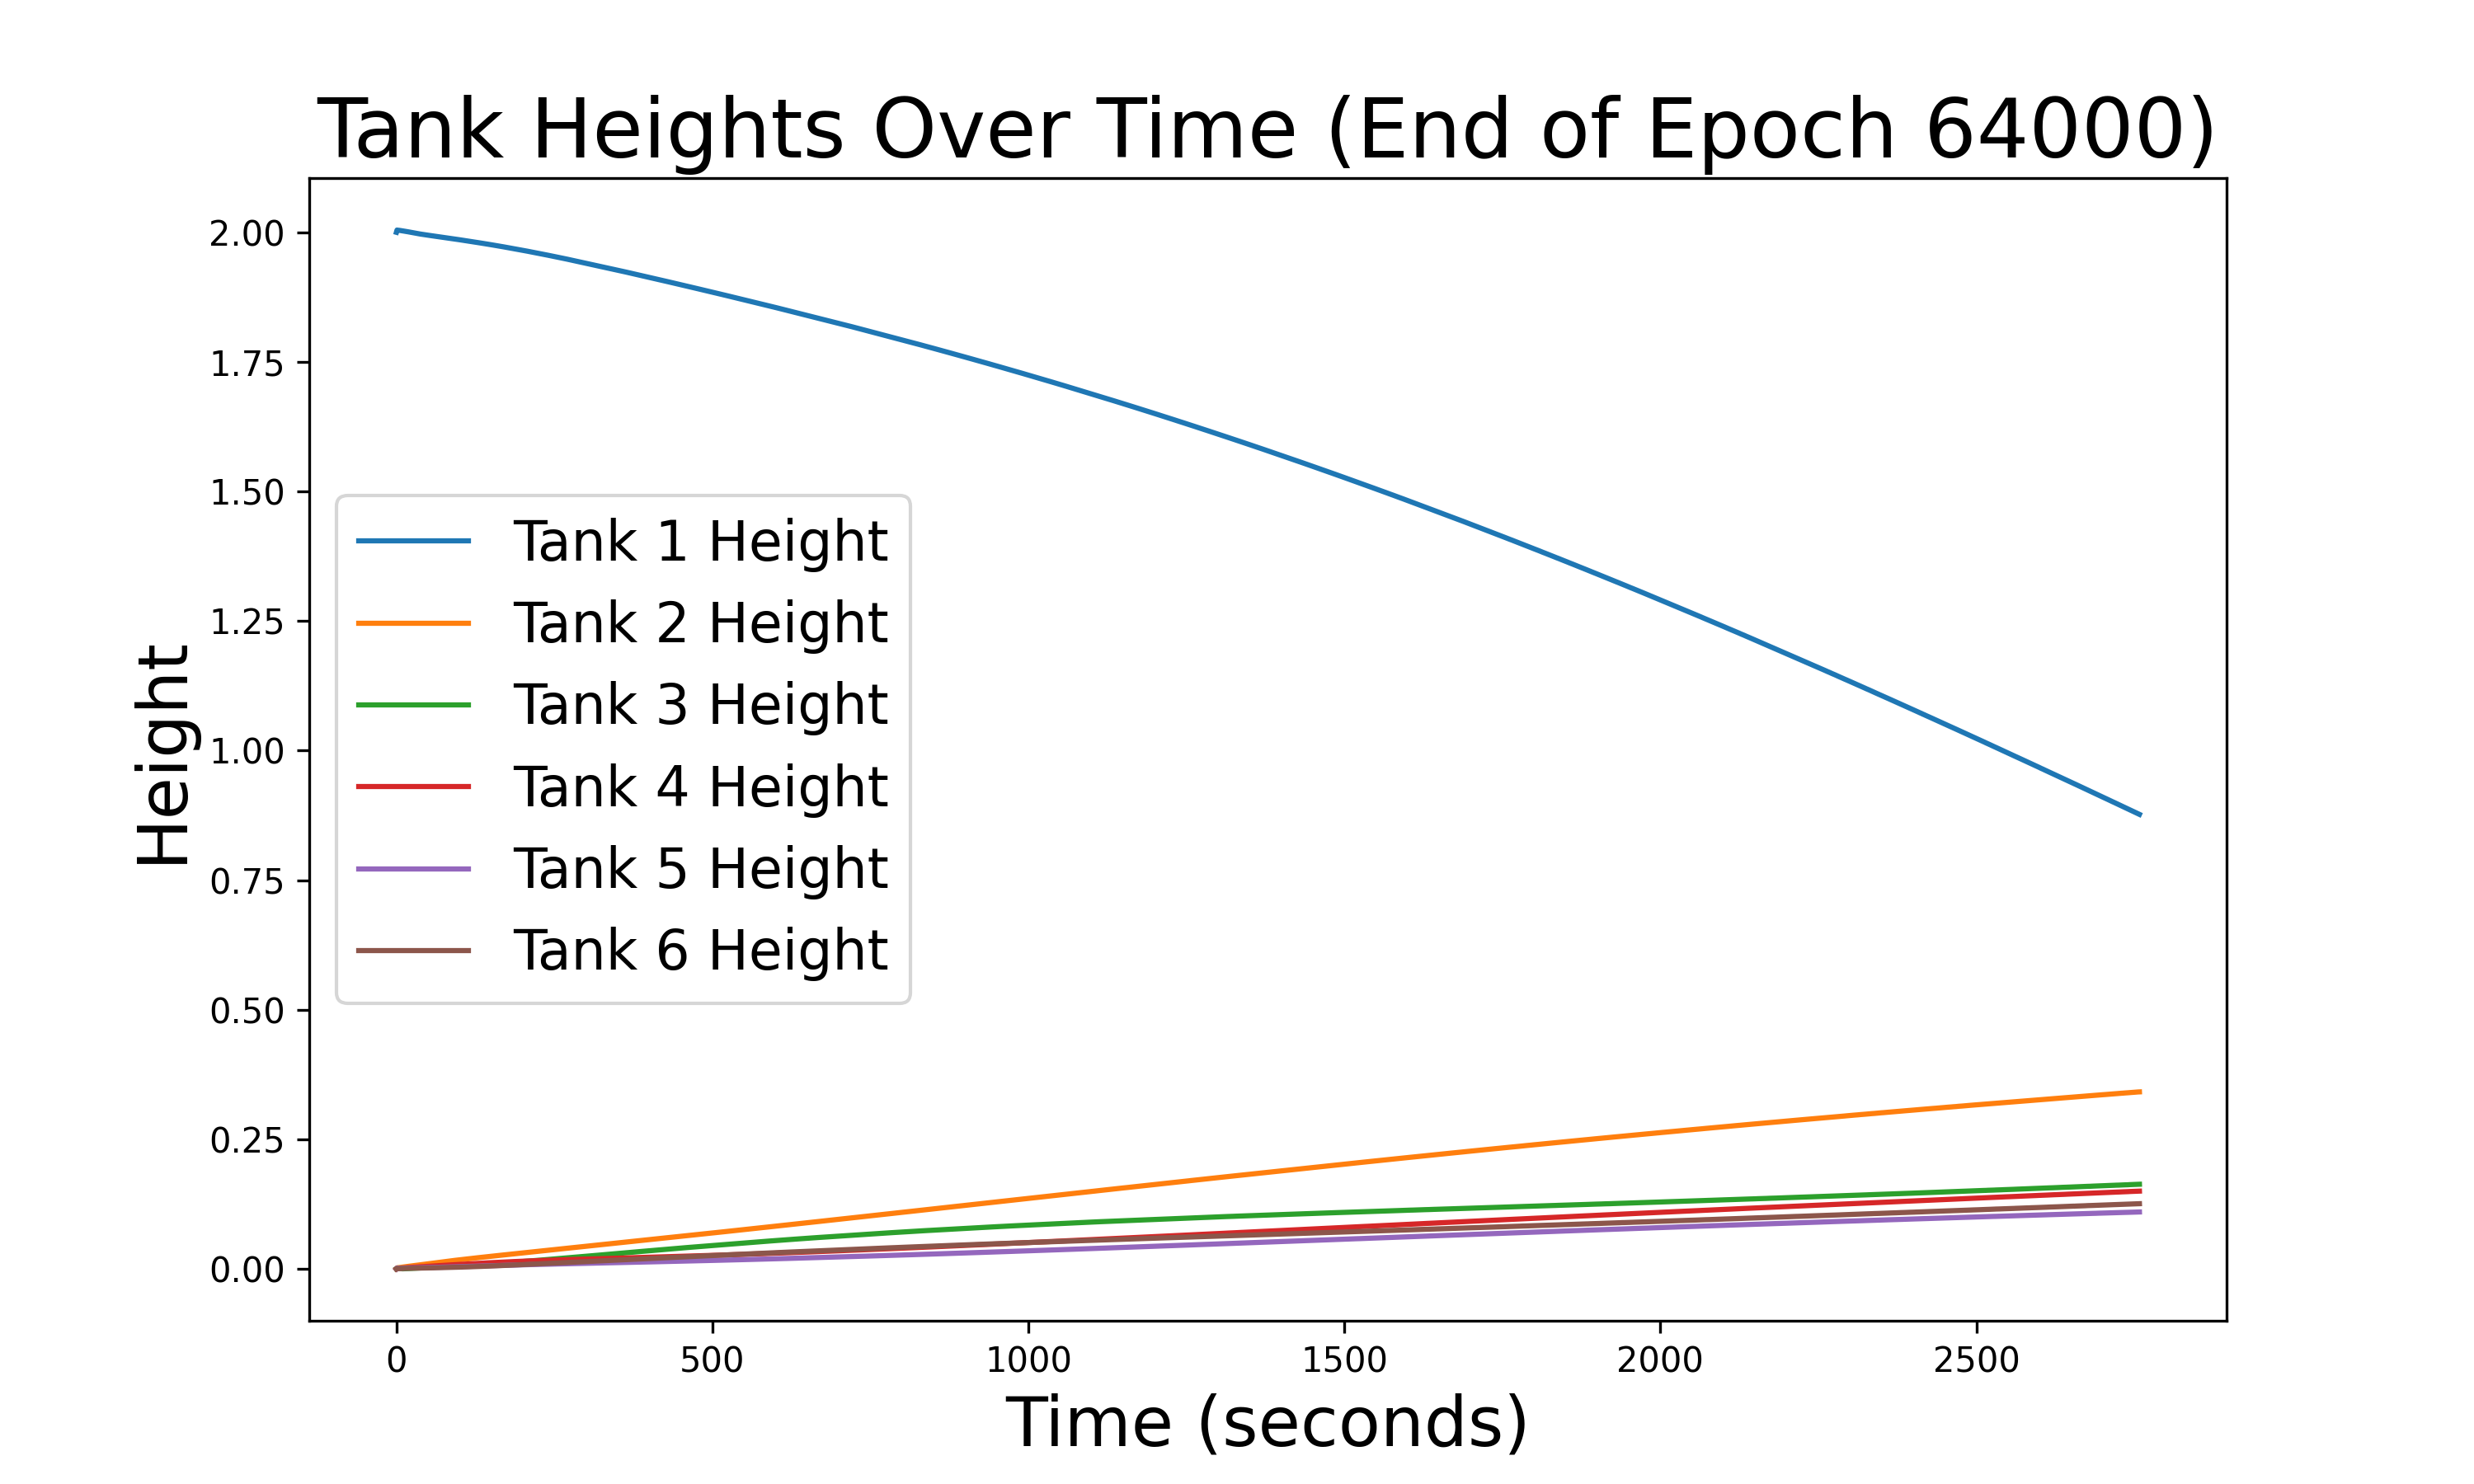 Tank Heights Over Time (End of Epoch 64000)
Height
2.00
1.75
1.50
1.25
1.00
0.75
0.50
0.25
0.00
Tank 1 Height
Tank 2 Height
Tank 3 Height
Tank 4 Height
Tank 5 Height
Tank 6 Height
0 500 1000 1500 2000 2500
Time (seconds)